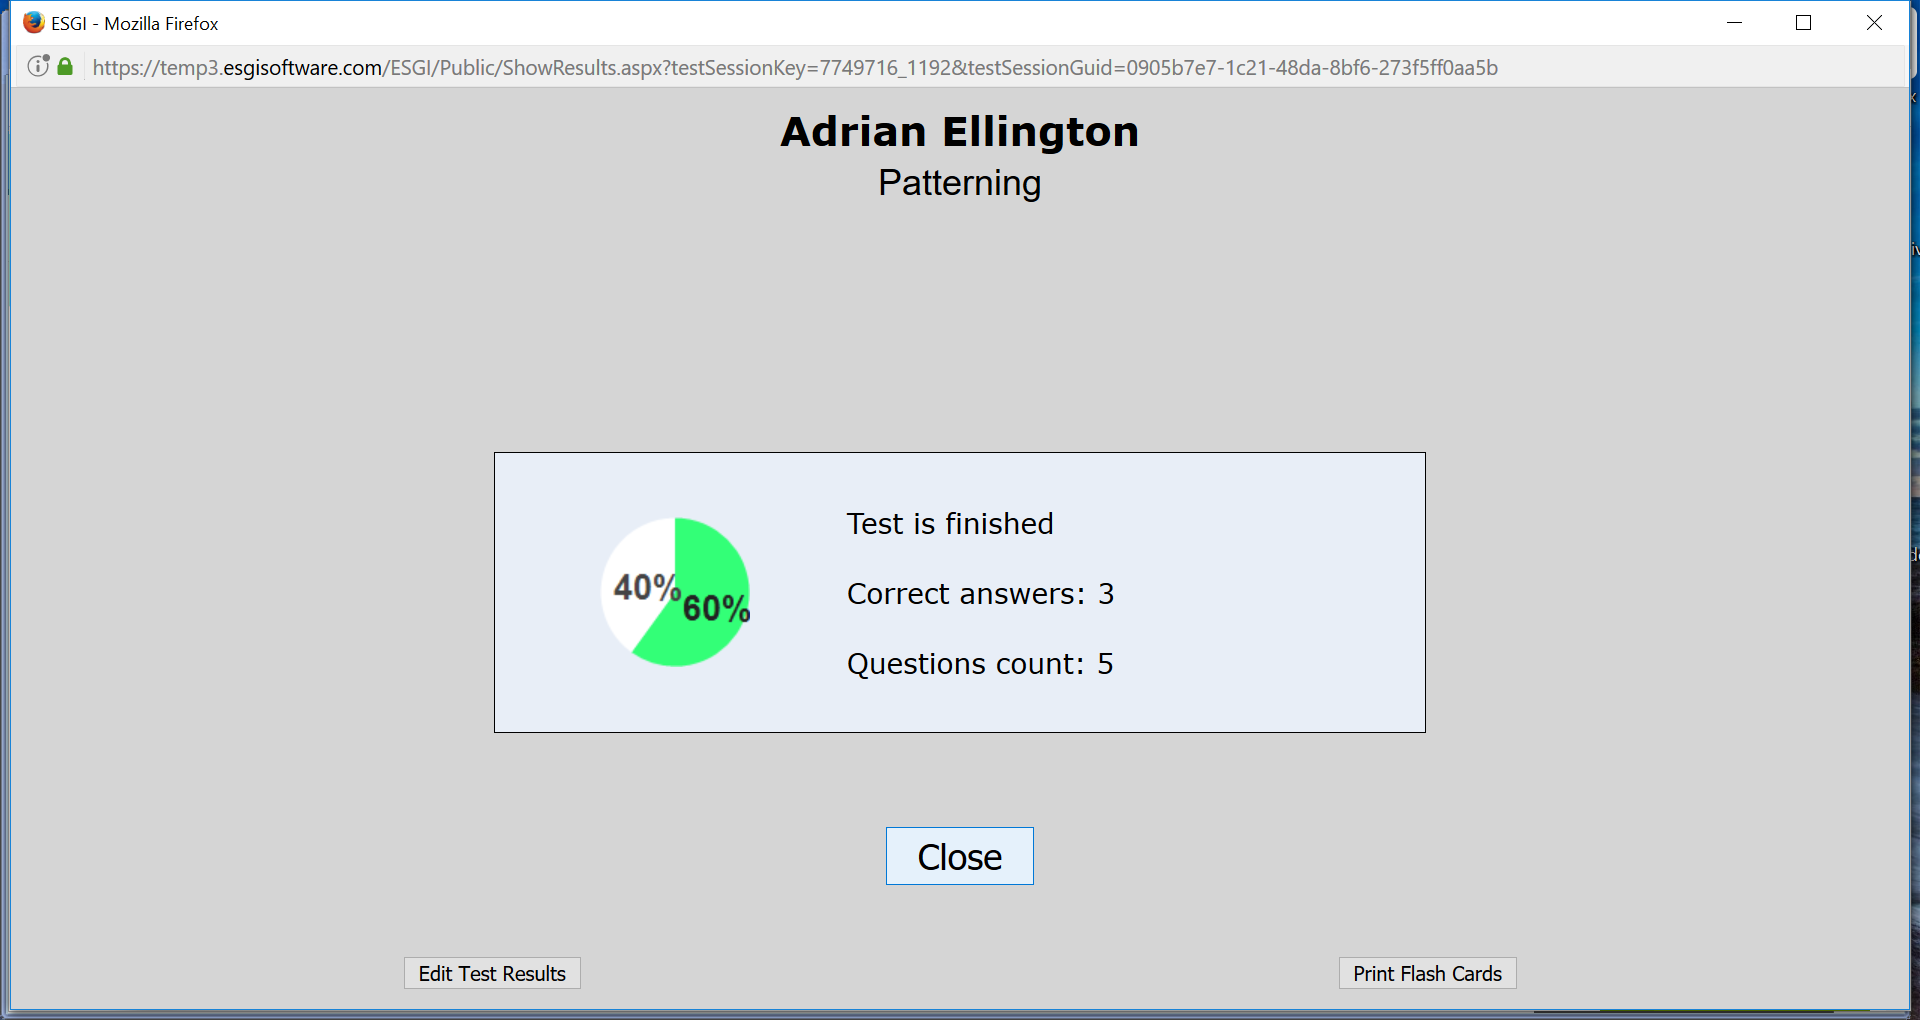 ESGI - Mozilla Firefox
https://temp3.esgisoftware.com/ESGI/Public/ShowResults.aspx?testSessionKey=7749716_1192&testSessionGuid=0905b7e7-1c21-48da-8bf6-273f5ff0aa5b
Adrian Ellington
Patterning
Test is finished
40%
60%
Correct answers: 3
Questions count: 5
Close
Edit Test Results
Print Flash Cards